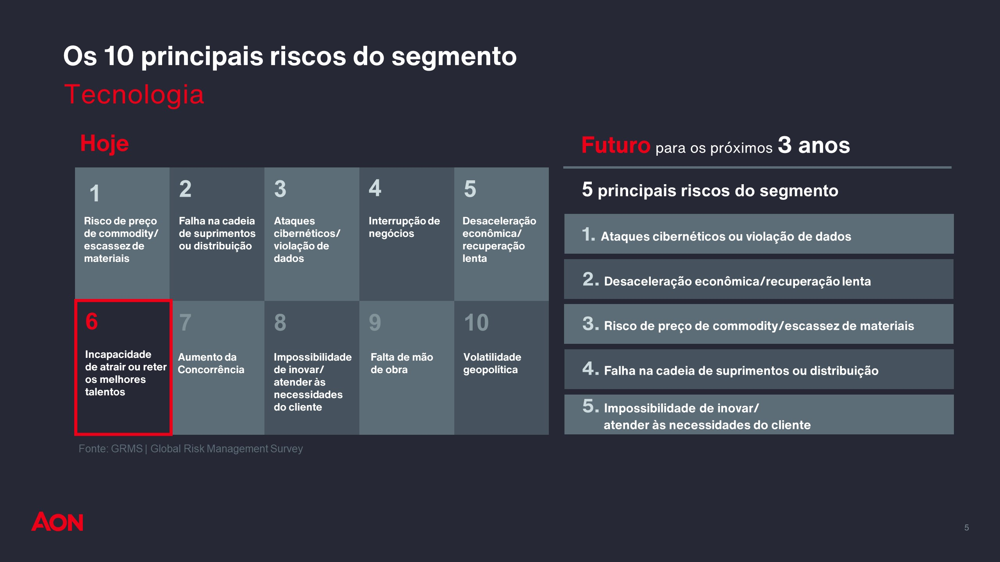 Os 10 principais riscos do segmento
Tecnologia
Hoje
1
Risco de preço
de commodity/
escassez de
materiais
2
Falha na cadeia
de suprimentos
ou distribuição
3
Ataques
cibernéticos/
violação de
dados
4
Interrupção de
negócios
5
Desaceleração
econômica/
recuperação
lenta
6
Incapacidade
de atrair ou reter
os melhores
talentos
7
Aumento da
Concorrência
8
Impossibilidade
de inovar/
atender às
necessidades
do cliente
9
Falta de mão
de obra
10
Volatilidade
geopolítica
Fonte: GRMS | Global Risk Management Survey
Futuro para os próximos 3 anos
5 principais riscos do segmento
1. Ataques cibernéticos ou violação de dados
2. Desaceleração econômica/recuperação lenta
3. Risco de preço de commodity/escassez de materiais
4. Falha na cadeia de suprimentos ou distribuição
5. Impossibilidade de inovar/
atender às necessidades do cliente
AON
5